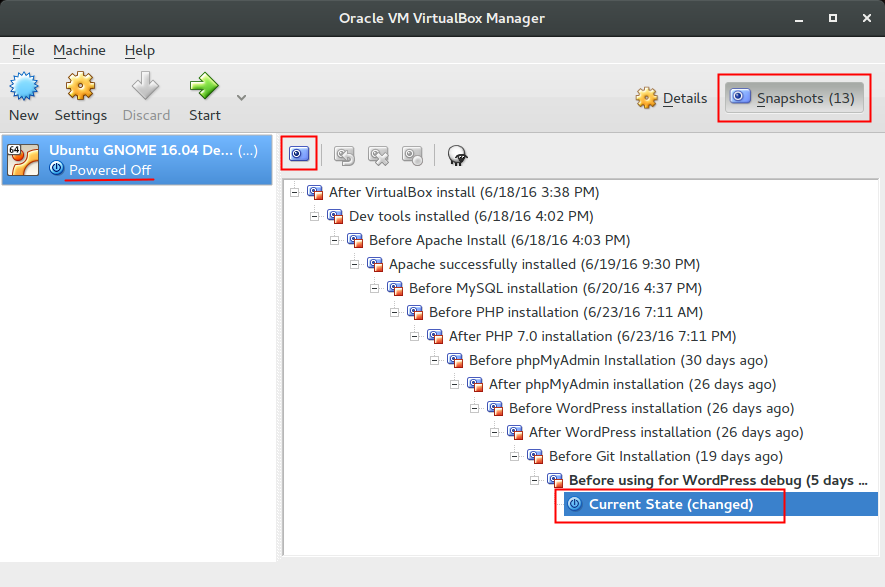 Oracle VM VirtualBox Manager
File Machine Help
New Settings Discard Start
Details Snapshots (13)
64
Ubuntu GNOME 16.04 De... (...)
Powered Off
After VirtualBox install (6/18/16 3:38 PM)
Dev tools installed (6/18/16 4:02 PM)
Before Apache Install (6/18/16 4:03 PM)
Apache successfully installed (6/19/16 9:30 PM)
Before MySQL installation (6/20/16 4:37 PM)
Before PHP installation (6/23/16 7:11 AM)
After PHP 7.0 installation (6/23/16 7:11 PM)
Before phpMyAdmin Installation (30 days ago)
After phpMyAdmin installation (26 days ago)
Before WordPress installation (26 days ago)
After WordPress installation (26 days ago)
Before Git Installation (19 days ago)
Before using for WordPress debug (5 days ...
Current State (changed)